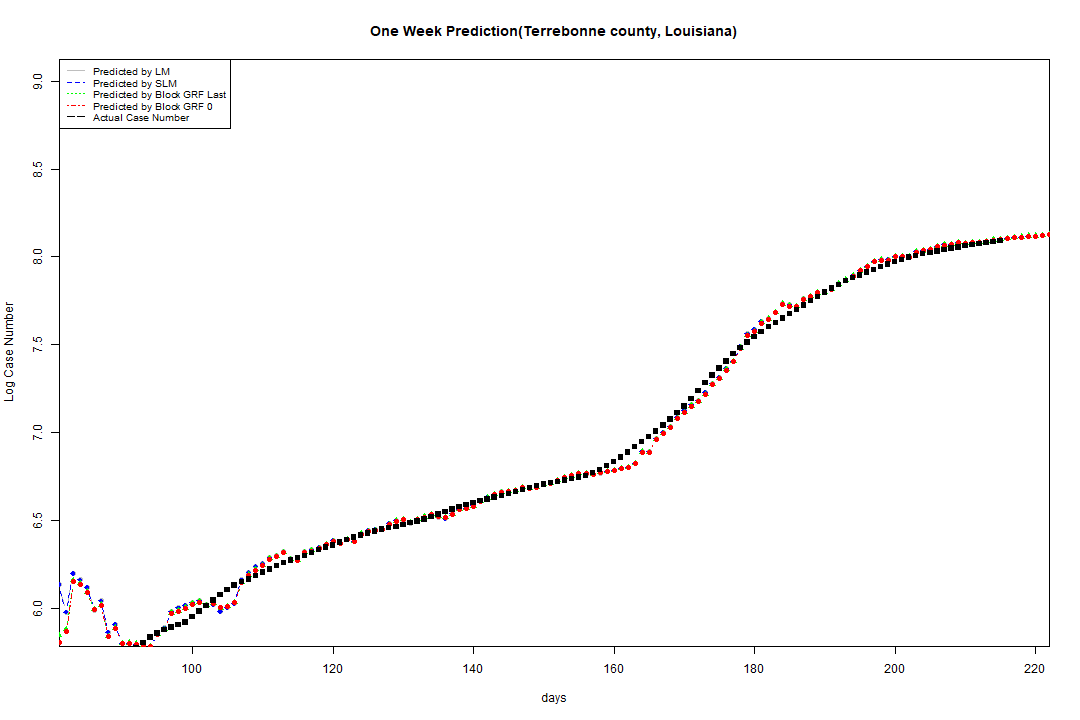 One Week Prediction(Terrebonne county, Louisiana)
Predicted by LM
Predicted by SLM
Predicted by Block GRF Last
Predicted by Block GRF 0
Actual Case Number
9.0
8.5
8.0
7.5
7.0
6.5
6.0
Log Case Number
100 120 140 160 180 200 220
days